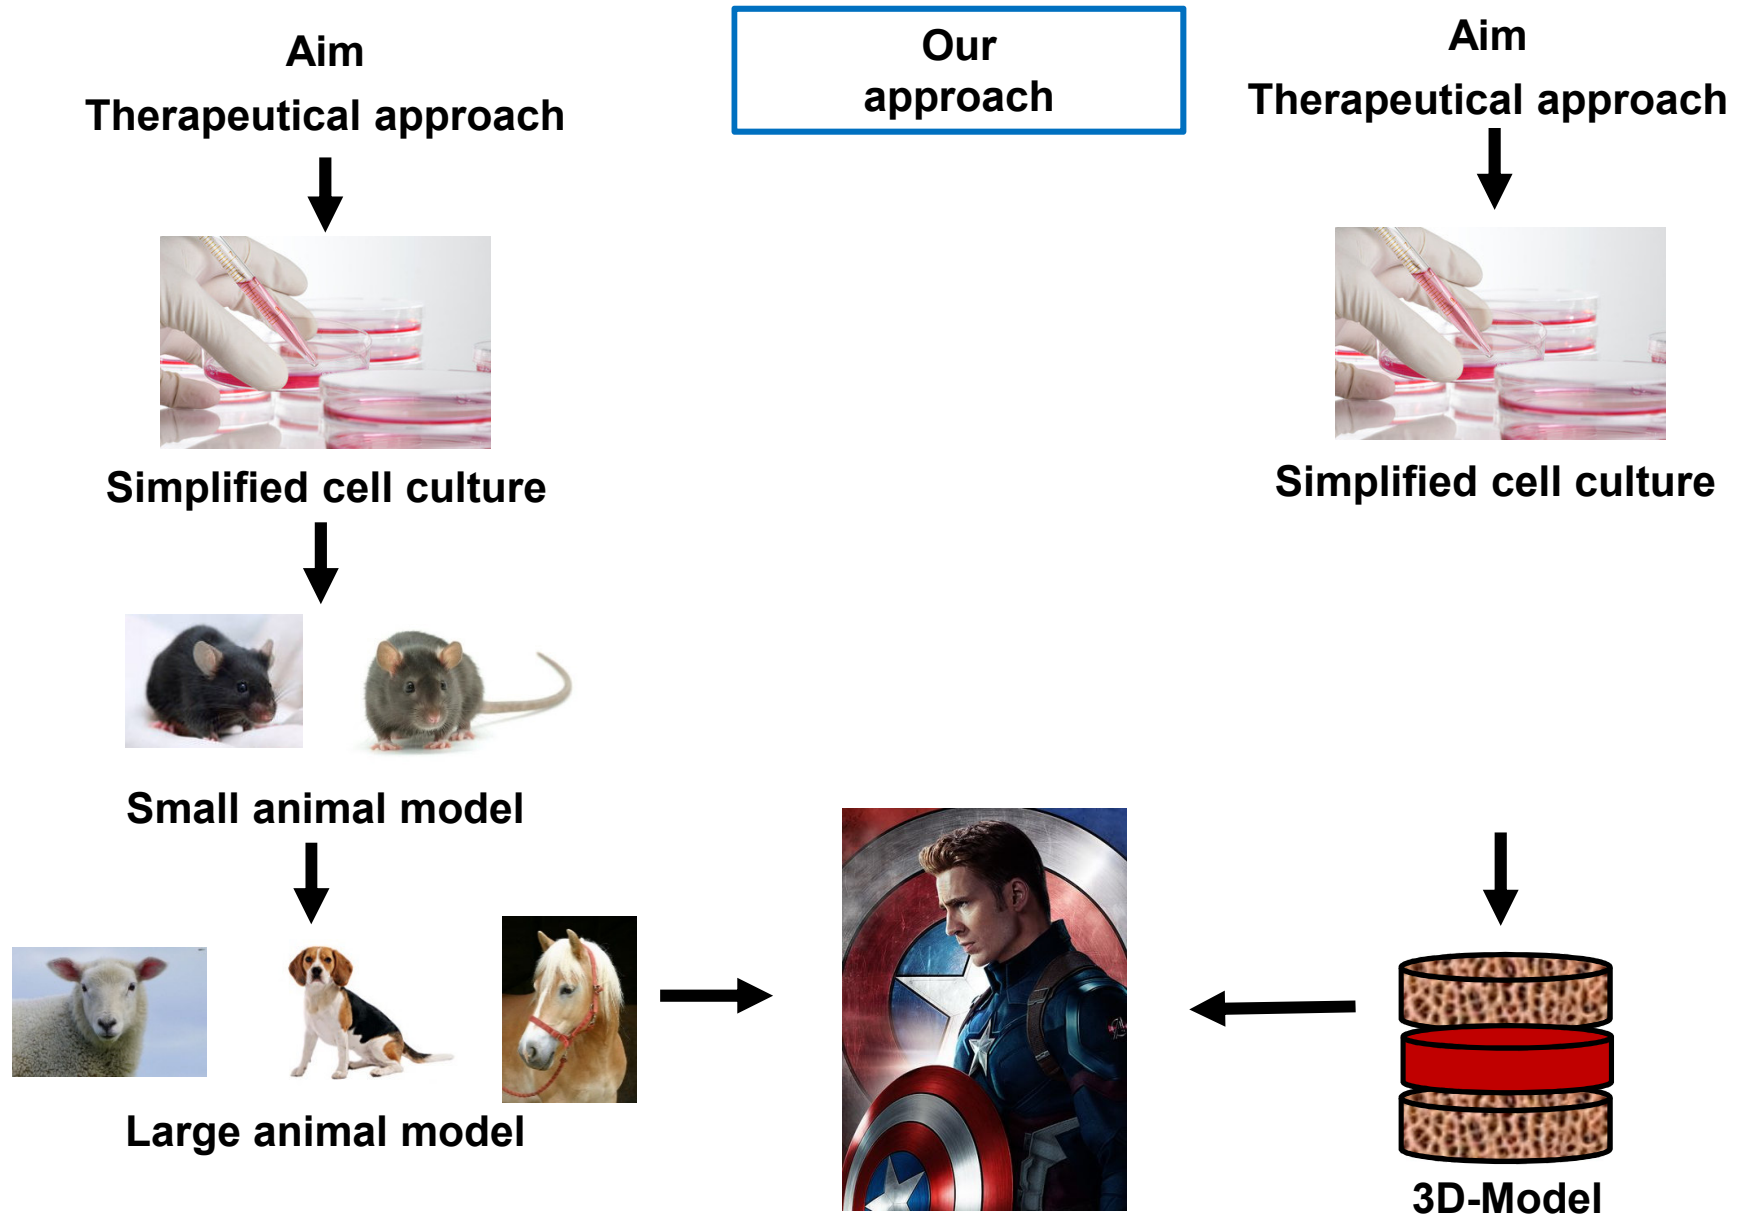 Aim
Therapeutical approach
Simplified cell culture
Small animal model
Large animal model
Our
approach
Aim
Therapeutical approach
Simplified cell culture
3D-Model